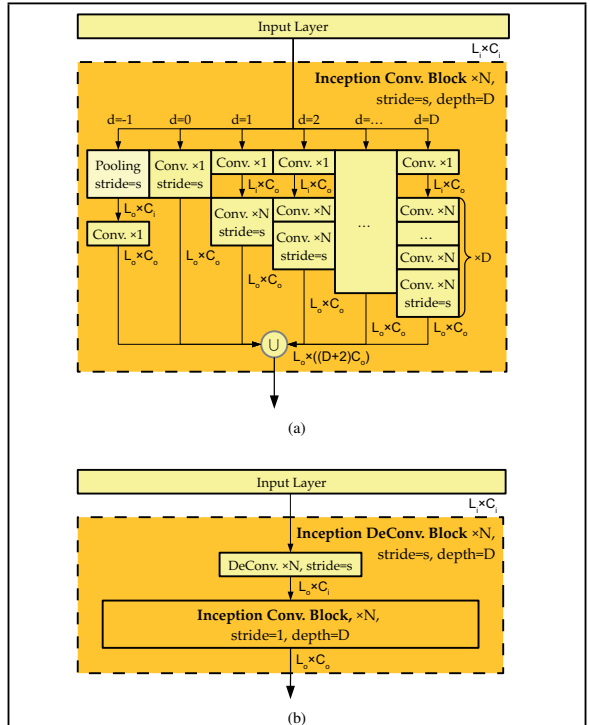 Input Layer
LᵢxCᵢ
Inception Conv. Block ×N,
stride=s, depth=D
d=-1 d=0 d=1 d=2 d=... d=D
Pooling
stride=s
Conv. ×1
stride=s
Conv. ×1
Conv. ×1
Conv. ×1
Lₒ×Cᵢ
Lᵢ×Cₒ
Lᵢ×Cₒ
Lᵢ×Cₒ
Conv. ×1
Conv. ×N
stride=s
Conv. ×N
Conv. ×N
stride=s
...
Conv. ×N
...
Conv. ×N
Conv. ×N
stride=s
×D
Lₒ×Cₒ
Lₒ×Cₒ
Lₒ×Cₒ
Lₒ×Cₒ
Lₒ×Cₒ
Lₒ×Cₒ
∪
Lₒ×((D+2)Cₒ)
(a)
Input Layer
Lᵢ×Cᵢ
Inception DeConv. Block ×N,
stride=s, depth=D
DeConv. ×N, stride=s
Lₒ×Cᵢ
Inception Conv. Block, ×N,
stride=1, depth=D
Lₒ×Cₒ
(b)